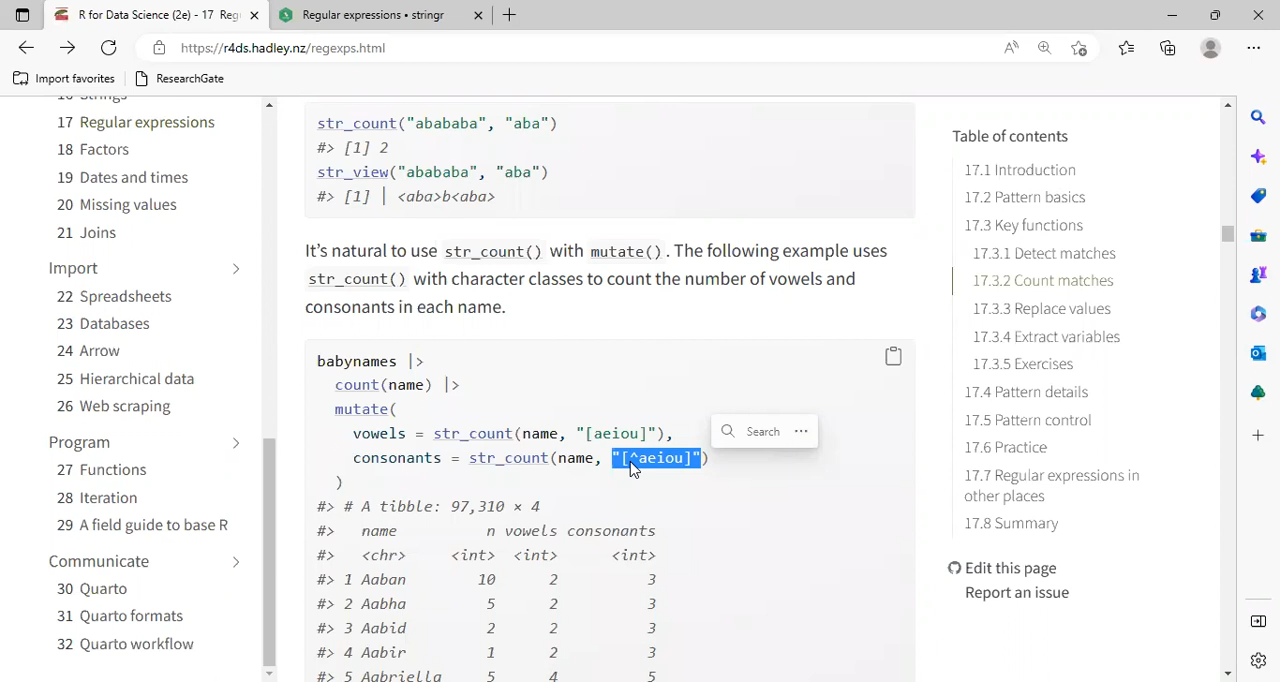 R for Data Science (2e) - 17 Reg
Regular expressions • stringr
https://r4ds.hadley.nz/regexps.html
Import favorites
ResearchGate
16 Strings
17 Regular expressions
18 Factors
19 Dates and times
20 Missing values
21 Joins
Import
22 Spreadsheets
23 Databases
24 Arrow
25 Hierarchical data
26 Web scraping
Program
27 Functions
28 Iteration
29 A field guide to base R
Communicate
30 Quarto
31 Quarto formats
32 Quarto workflow
str_count("abababa", "aba")
#> [1] 2
str_view("abababa", "aba")
#> [1] │ <aba>b<aba>
It's natural to use str_count() with mutate(). The following example uses
str_count() with character classes to count the number of vowels and
consonants in each name.
babynames |>
count(name) |>
mutate(
vowels = str_count(name, "[aeiou]"),
consonants = str_count(name, "[^aeiou]")
)
#> # A tibble: 97,310 × 4
#> name n vowels consonants
#> <chr> <int> <int> <int>
#> 1 Aaban 10 2 3
#> 2 Aabha 5 2 3
#> 3 Aabid 2 2 3
#> 4 Aabir 1 2 3
#> 5 Aabriella 5 4 5
Search
Table of contents
17.1 Introduction
17.2 Pattern basics
17.3 Key functions
17.3.1 Detect matches
17.3.2 Count matches
17.3.3 Replace values
17.3.4 Extract variables
17.3.5 Exercises
17.4 Pattern details
17.5 Pattern control
17.6 Practice
17.7 Regular expressions in
other places
17.8 Summary
Edit this page
Report an issue